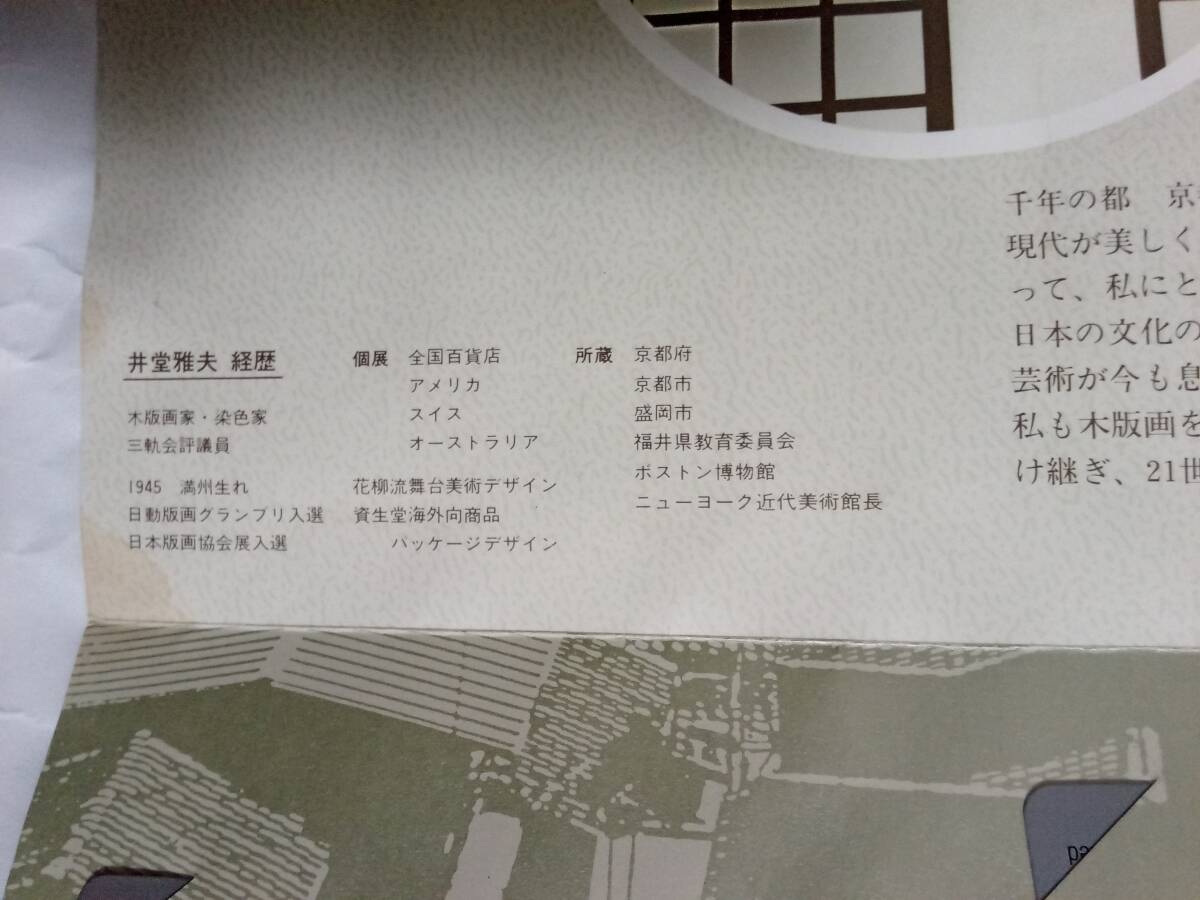 井堂雅夫 経歴
木版画家・染色家
三軌会評議員
1945 満州生れ
日動版画グランプリ入選
日本版画協会展入選
個展 全国百貨店
アメリカ
スイス
オーストラリア
花柳流舞台美術デザイン
資生堂海外向商品
パッケージデザイン
所蔵 京都府
京都市
盛岡市
福井県教育委員会
ボストン博物館
ニューヨーク近代美術館長
千年の都 京
現代が美しく
って、私にと
日本の文化の
芸術が今も息
私も木版画を
け継ぎ、21世